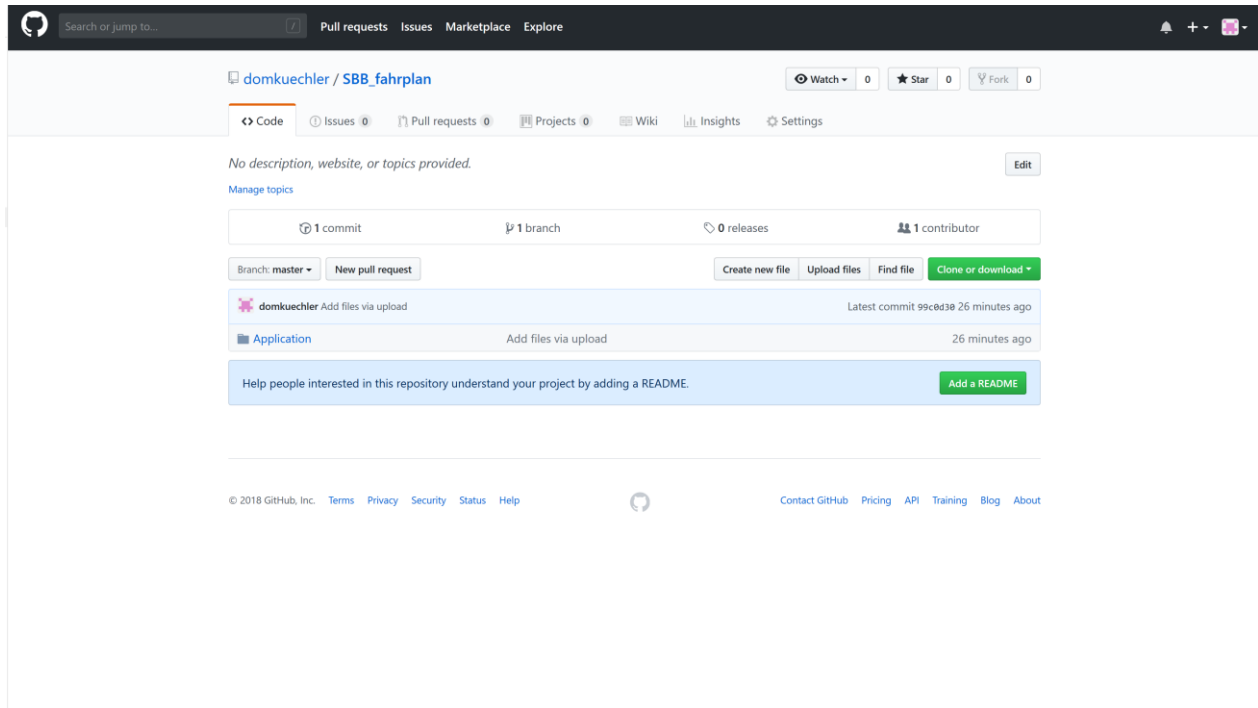 Search or jump to... / Pull requests Issues Marketplace Explore
domkuechler / SBB_fahrplan Watch 0 Star 0 Fork 0
Code Issues 0 Pull requests 0 Projects 0 Wiki Insights Settings
No description, website, or topics provided. Edit
Manage topics
1 commit 1 branch 0 releases 1 contributor
Branch: master New pull request Create new file Upload files Find file Clone or download
domkuechler Add files via upload Latest commit 99c0d30 26 minutes ago
Application Add files via upload 26 minutes ago
Help people interested in this repository understand your project by adding a README. Add a README
© 2018 GitHub, Inc. Terms Privacy Security Status Help Contact GitHub Pricing API Training Blog About